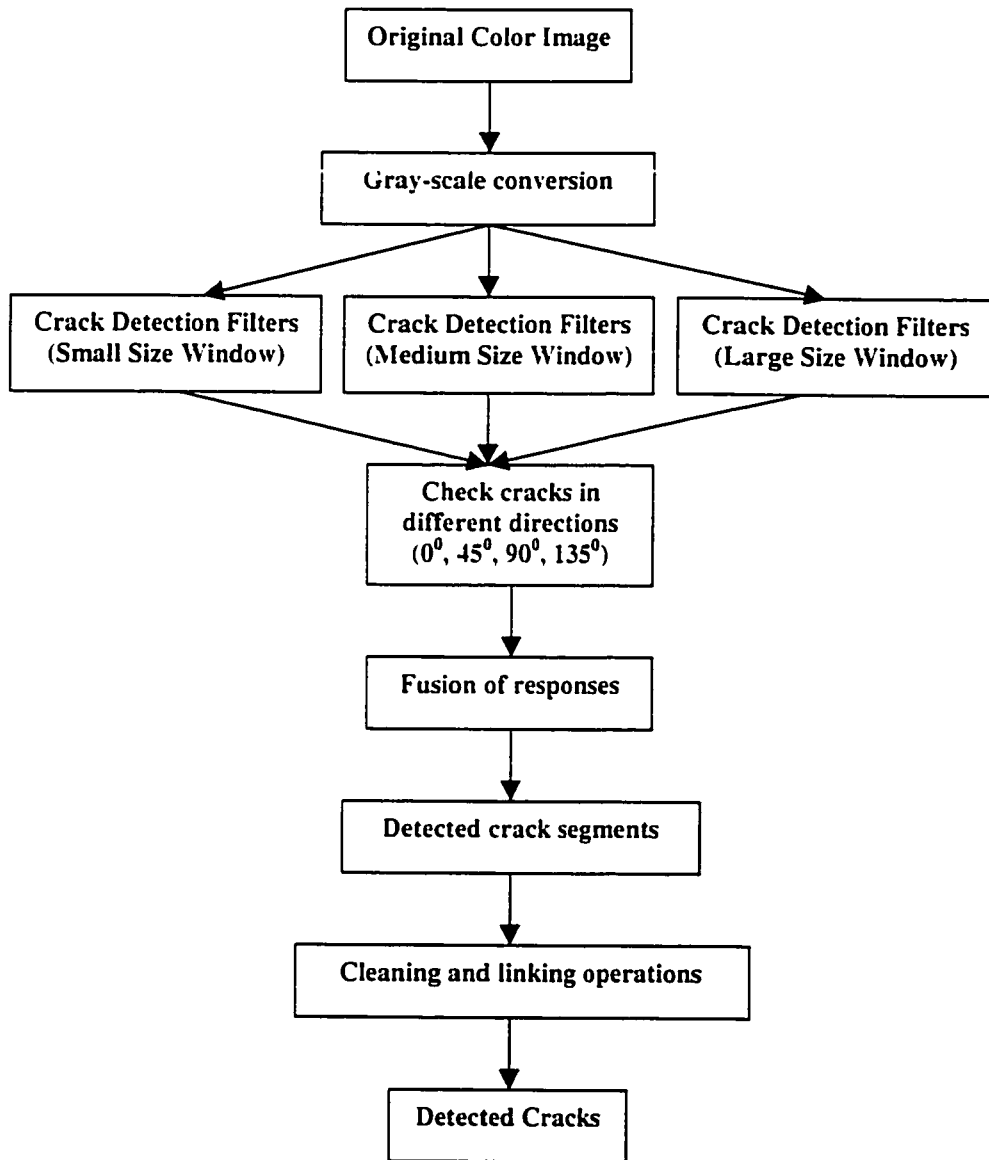 Original Color Image
Gray-scale conversion
Crack Detection Filters
(Small Size Window)
Crack Detection Filters
(Medium Size Window)
Crack Detection Filters
(Large Size Window)
Check cracks in
different directions
(0⁰, 45⁰, 90⁰, 135⁰)
Fusion of responses
Detected crack segments
Cleaning and linking operations
Detected Cracks